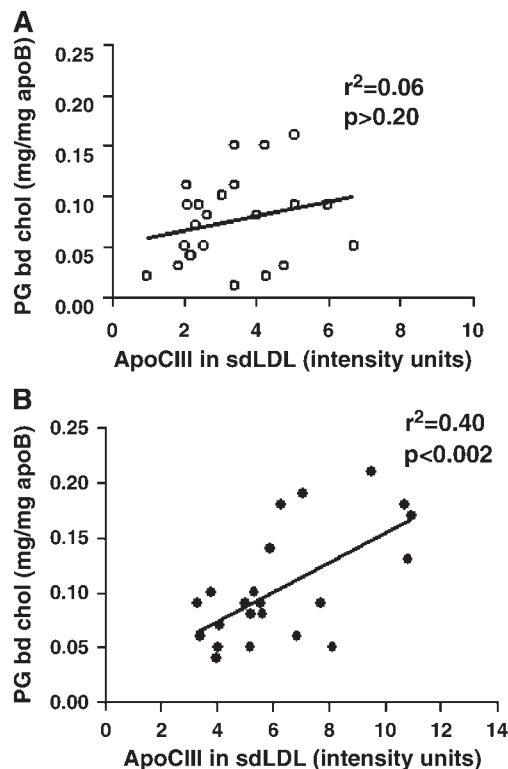 A
PG bd chol (mg/mg apoB)
0.25
0.20
0.15
0.10
0.05
0.00
r²=0.06
p>0.20
0 2 4 6 8 10
ApoCIII in sdLDL (intensity units)
B
PG bd chol (mg/mg apoB)
0.25
0.20
0.15
0.10
0.05
0.00
r²=0.40
p<0.002
0 2 4 6 8 10 12 14
ApoCIII in sdLDL (intensity units)